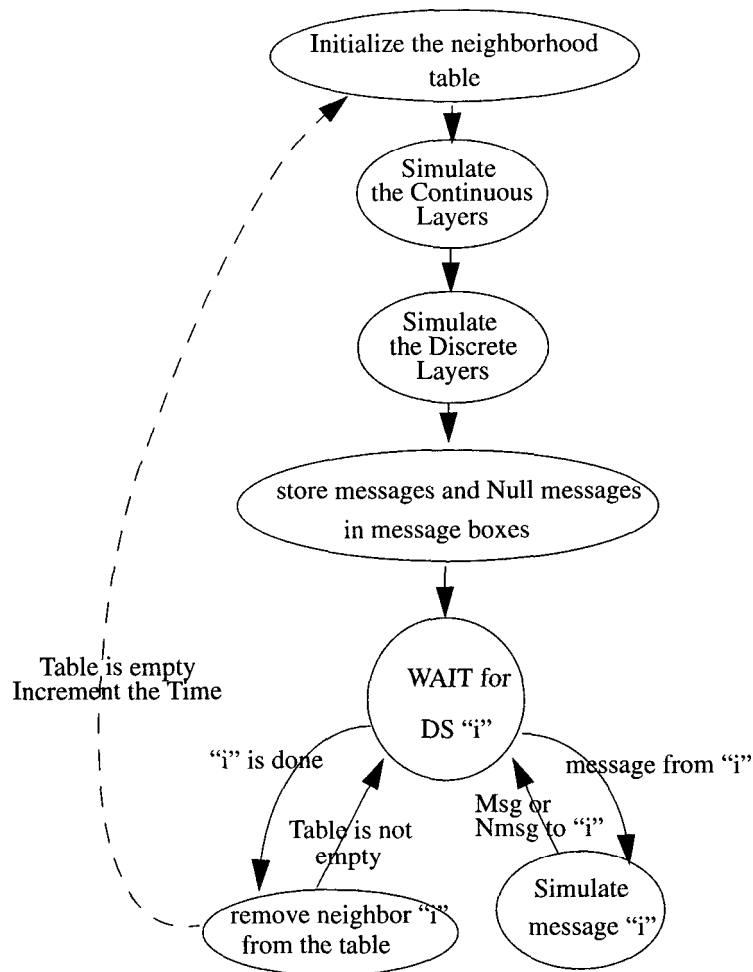 Initialize the neighborhood
table
Simulate
the Continuous
Layers
Simulate
the Discrete
Layers
store messages and Null messages
in message boxes
Table is empty
Increment the Time
WAIT for
DS “i”
“i” is done
message from “i”
Msg or
Nmsg to “i”
Table is not
empty
remove neighbor “i”
from the table
Simulate
message “i”